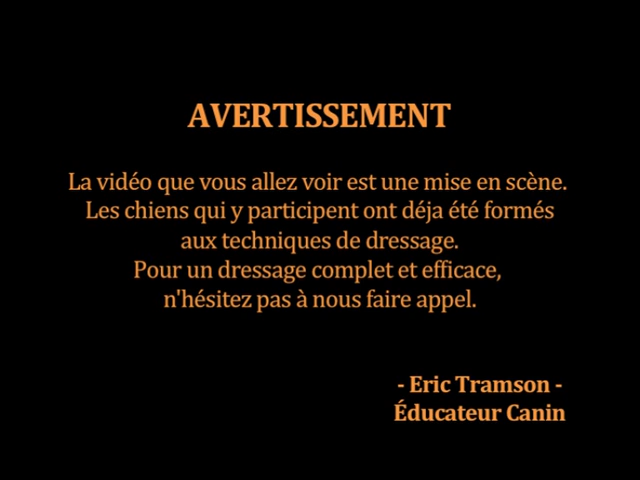 AVERTISSEMENT
La vidéo que vous allez voir est une mise en scène.
Les chiens qui y participent ont déja été formés
aux techniques de dressage.
Pour un dressage complet et efficace,
n'hésitez pas à nous faire appel.
- Eric Tramson -
Éducateur Canin